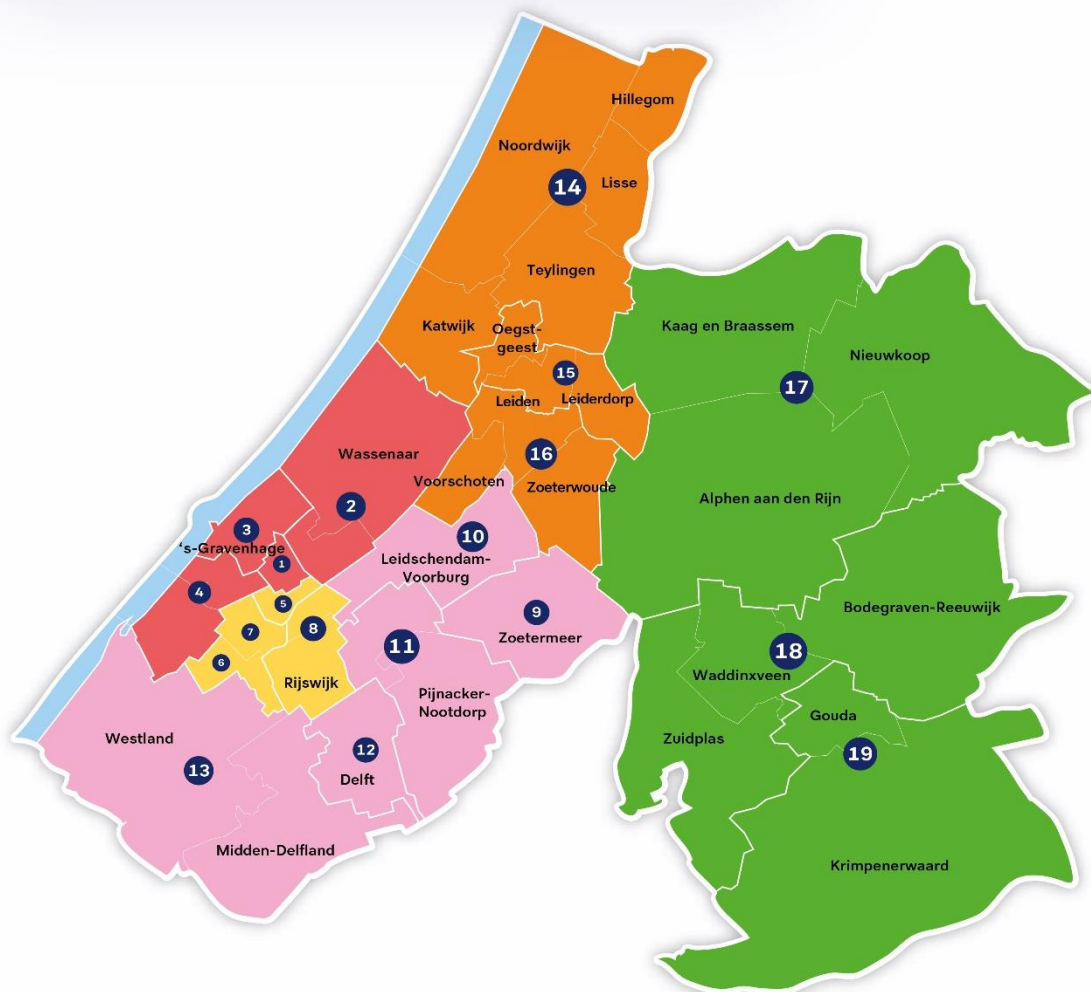 Hillegom
Noordwijk
14
Lisse
Teylingen
Katwijk
Oegst-
geest
Kaag en Braassem
Nieuwkoop
15
17
Leiden
Leiderdorp
Wassenaar
16
Voorschoten
Zoeterwoude
Alphen aan den Rijn
2
3
10
's-Gravenhage
Leidschendam-
Voorburg
1
4
5
9
Bodegraven-Reeuwijk
7
8
Zoetermeer
11
18
6
Waddinxveen
Rijswijk
Pijnacker-
Nootdorp
Gouda
Westland
Zuidplas
12
19
13
Delft
Midden-Delfland
Krimpenerwaard